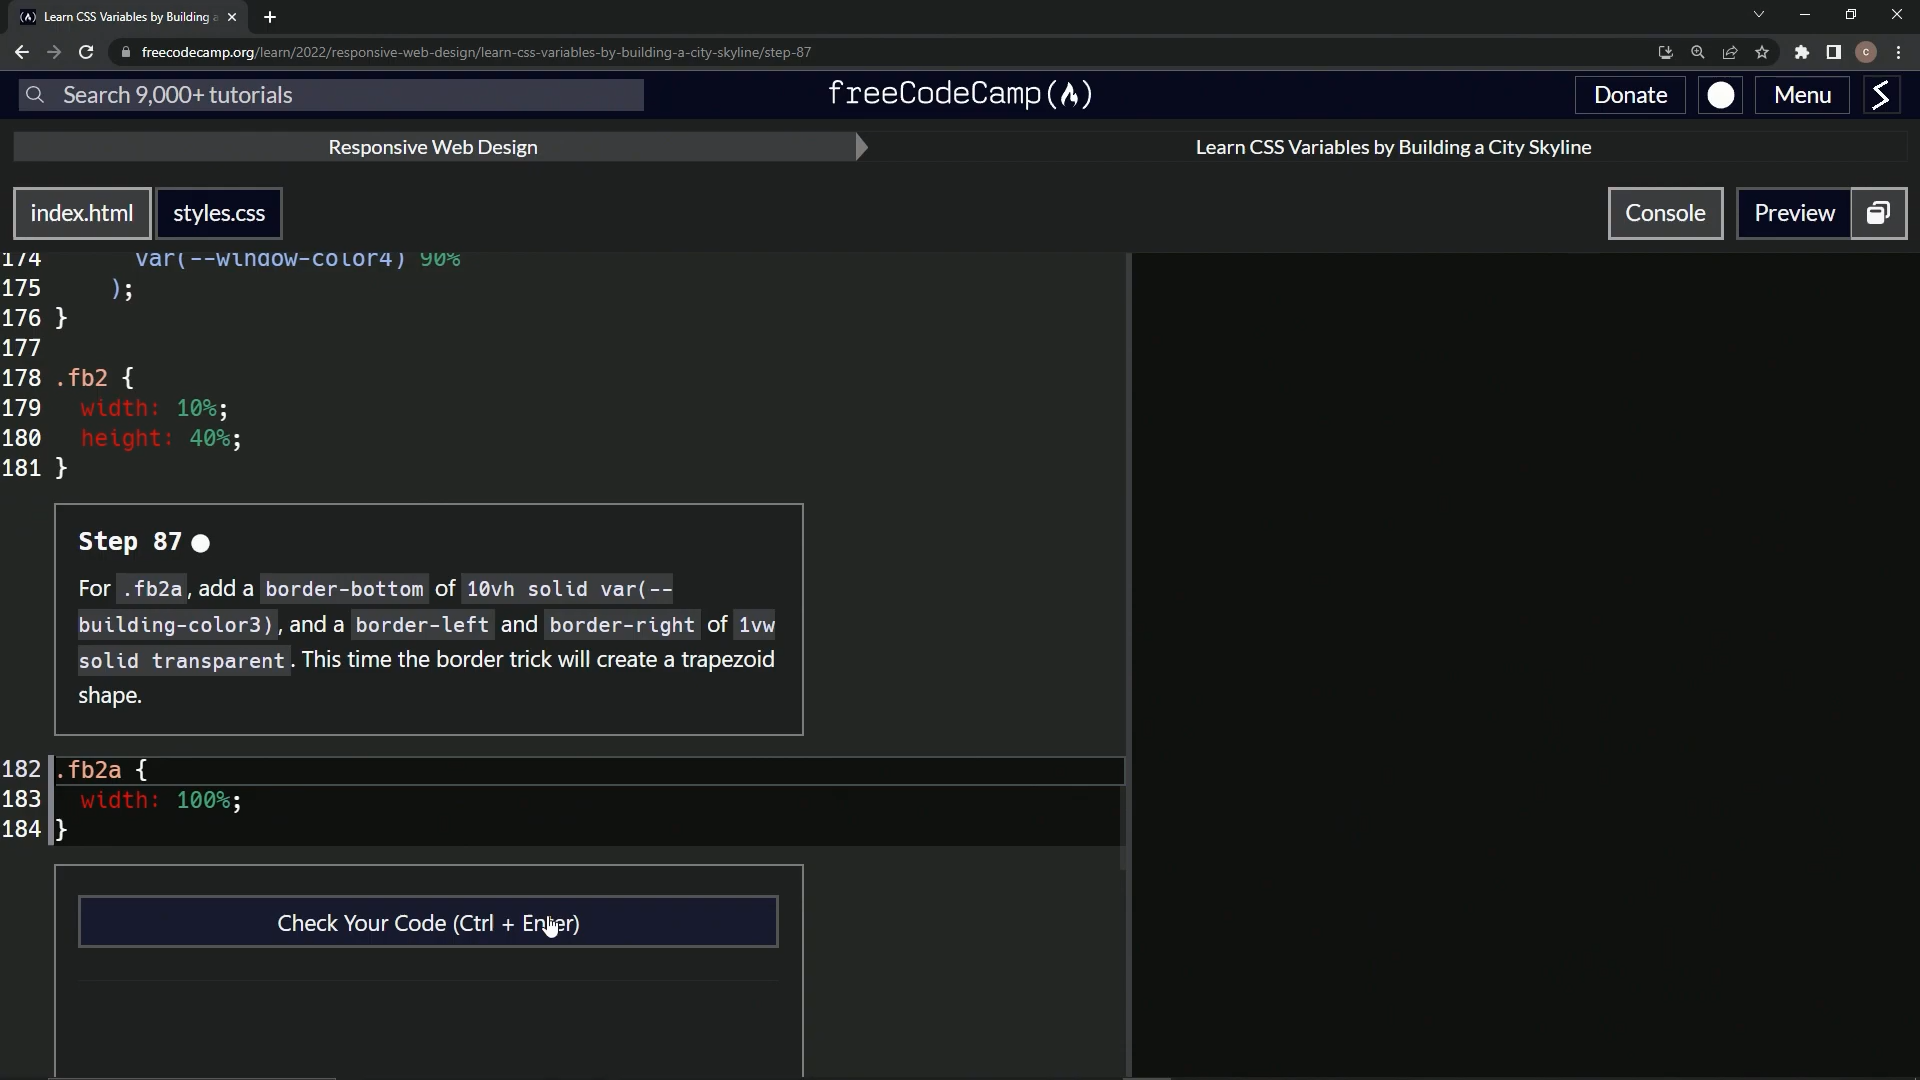 Learn CSS Variables by Building a
freecodecamp.org/learn/2022/responsive-web-design/learn-css-variables-by-building-a-city-skyline/step-87
C
Search 9,000+ tutorials
freeCodeCamp
Donate
Menu
Responsive Web Design
Learn CSS Variables by Building a City Skyline
index.html
styles.css
Console
Preview
174 var(--window-color4) 90%
175 );
176 }
177
178 .fb2 {
179 width: 10%;
180 height: 40%;
181 }
Step 87
For .fb2a, add a border-bottom of 10vh solid var(--
building-color3), and a border-left and border-right of 1vw
solid transparent. This time the border trick will create a trapezoid
shape.
182 .fb2a {
183 width: 100%;
184 }
Check Your Code (Ctrl + Enter)